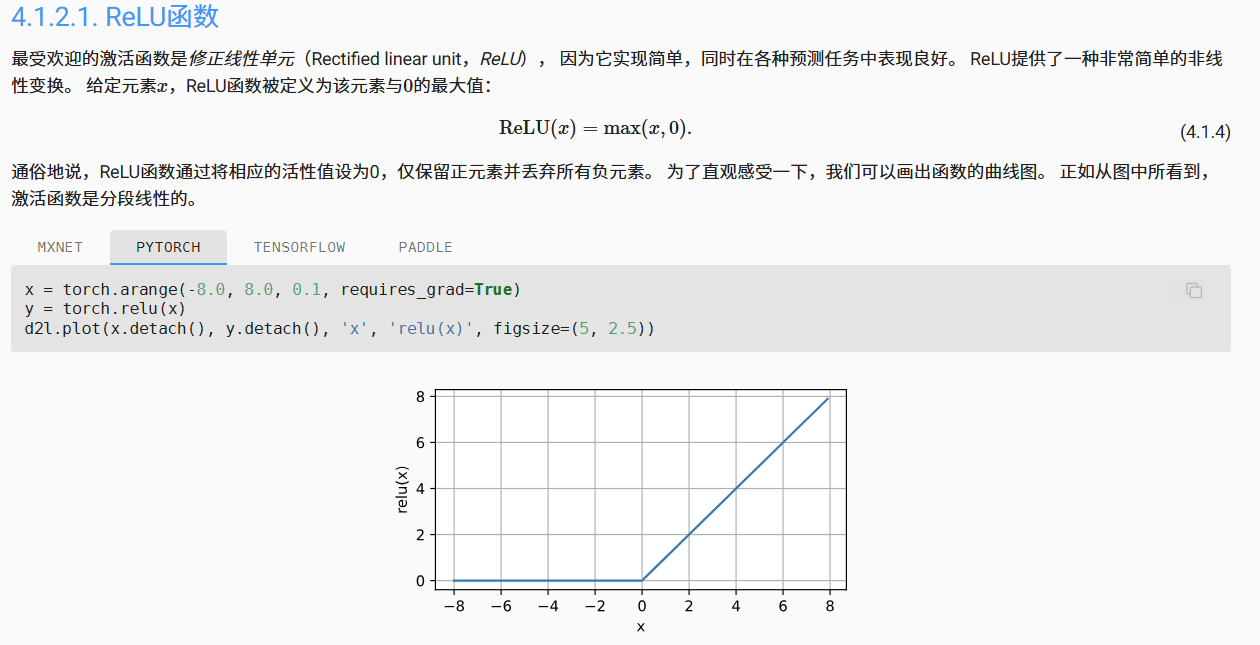 4.1.2.1. ReLU函数
最受欢迎的激活函数是修正线性单元（Rectified linear unit，ReLU）， 因为它实现简单，同时在各种预测任务中表现良好。 ReLU提供了一种非常简单的非线
性变换。 给定元素x，ReLU函数被定义为该元素与0的最大值：
ReLU(x) = max(x, 0).
(4.1.4)
通俗地说，ReLU函数通过将相应的活性值设为0，仅保留正元素并丢弃所有负元素。 为了直观感受一下，我们可以画出函数的曲线图。 正如从图中所看到，
激活函数是分段线性的。
MXNET PYTORCH TENSORFLOW PADDLE
x = torch.arange(-8.0, 8.0, 0.1, requires_grad=True)
y = torch.relu(x)
d2l.plot(x.detach(), y.detach(), 'x', 'relu(x)', figsize=(5, 2.5))
8
6
4
2
0
relu(x)
−8 −6 −4 −2 0 2 4 6 8
x